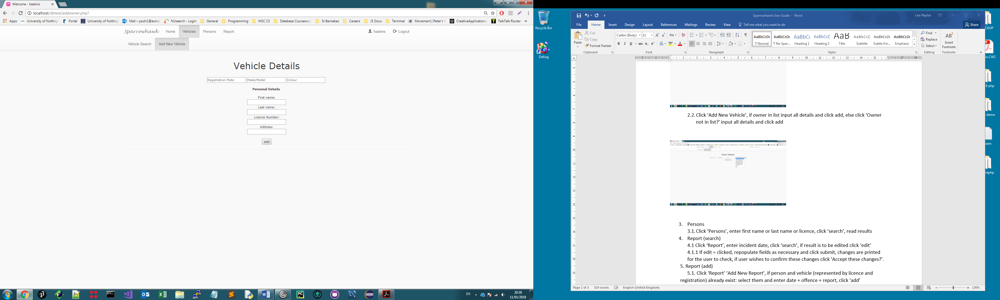 Welcome - haskins
Leo
localhost/dbtest/addowner.php?
Apps
University of Notting
Portal
University of Notting
Mail – psxln1@exma
NUsearch - Login
General
Programming
MSC CS
Database Coursework
St Barnabas
Careers
JS Docu
Terminal
Movement | Peter's V
CreativeApplications.
TalkTalk Router
»
Sparrowhawk
Home
Vehicles
Persons
Report
haskins
Logout
Vehicle Search
Add New Vehicle
Vehicle Details
Registration Plate
Make/Model
Colour
Personal Details
First name:
Last name:
Licence Number:
Address:
add
EN
20:30
11/01/2018
Recycle Bin
Defrag
Sparrowhawk User Guide - Word
Leo Naylor
File
Home
Insert
Design
Layout
References
Mailings
Review
View
Tell me what you want to do
Share
Paste
Cut
Copy
Format Painter
Clipboard
Calibri (Body)
11
Font
Paragraph
AaBbCcDc
¶ Normal
AaBbCcDc
¶ No Spac...
AaBbCc
Heading 1
AaBbCcD
Heading 2
AaB
Title
AaBbCcD
Subtitle
AaBbCcDc
Subtle Em...
AaBbCcDc
Emphasis
Styles
Find
Replace
Select
Editing
AB1
Insert
Footnote
Footnote
2.2. Click ‘Add New Vehicle’, if owner in list input all details and click add, else click ‘Owner
not in list?’ input all details and click add
Enter Details
3. Persons
3.1. Click ‘Persons’, enter first name or last name or licence, click ‘search’, read results
4. Report (search)
4.1 Click ‘Report’, enter incident date, click ‘search’, if result is to be edited click ‘edit’
4.1.1 If edit = clicked, repopulate fields as necessary and click submit, changes are printed
for the user to check, if user wishes to confirm these changes click ‘Accept these changes?’.
5. Report (add)
5.1. Click ‘Report’ ‘Add New Report’, if person and vehicle (represented by licence and
registration) already exist: select them and enter date + offence + report, click ‘add’
Page 2 of 3
519 words
English (United Kingdom)
130%
CKUP
lis.CW2
8 php
-demo
oem
rephp